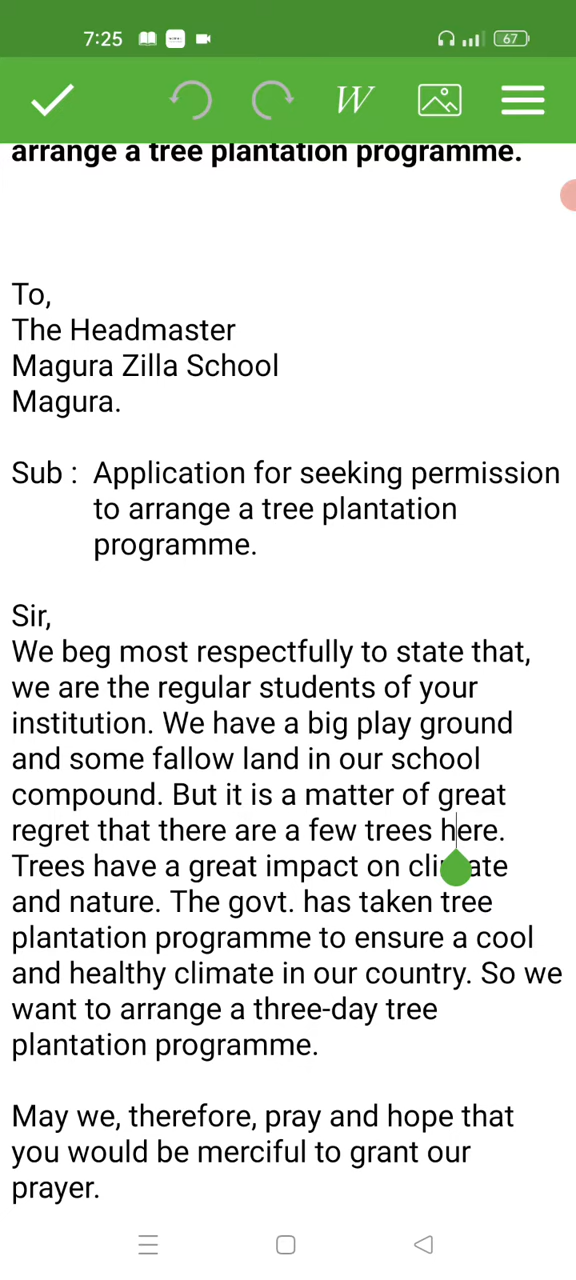 7:25
67
W
arrange a tree plantation programme.
To,
The Headmaster
Magura Zilla School
Magura.
Sub : Application for seeking permission
to arrange a tree plantation
programme.
Sir,
We beg most respectfully to state that,
we are the regular students of your
institution. We have a big play ground
and some fallow land in our school
compound. But it is a matter of great
regret that there are a few trees here.
Trees have a great impact on climate
and nature. The govt. has taken tree
plantation programme to ensure a cool
and healthy climate in our country. So we
want to arrange a three-day tree
plantation programme.
May we, therefore, pray and hope that
you would be merciful to grant our
prayer.